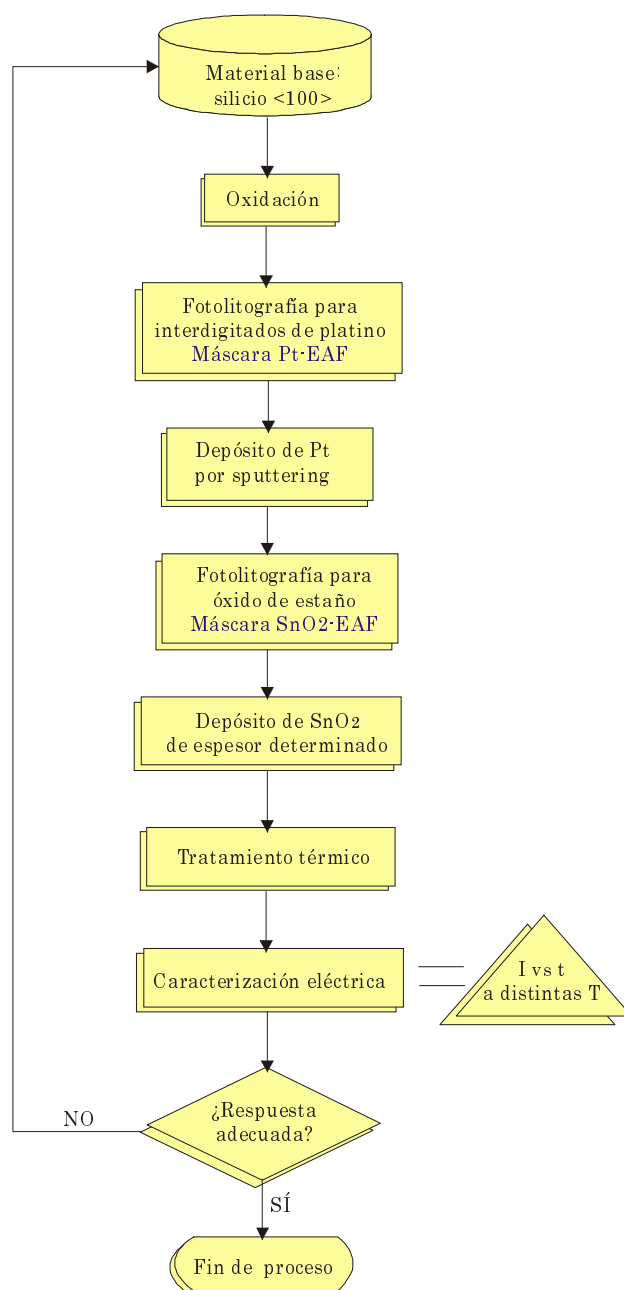 Material base:
silicio <100>
Oxidación
Fotolitografía para
interdigitados de platino
Máscara Pt-EAF
Depósito de Pt
por sputtering
Fotolitografía para
óxido de estaño
Máscara SnO2-EAF
Depósito de SnO2
de espesor determinado
Tratamiento térmico
Caracterización eléctrica
I vs t
a distintas T
¿Respuesta
adecuada?
NO
SÍ
Fin de proceso